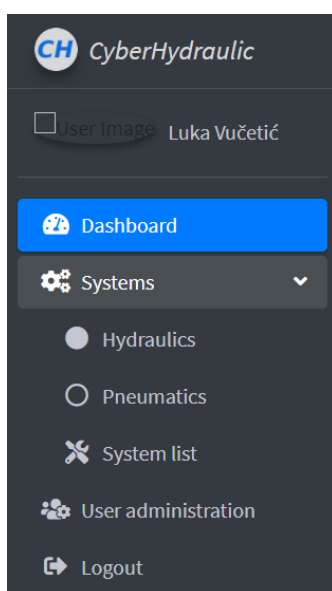 CH CyberHydraulic
User Image Luka Vučetić
Dashboard
Systems
Hydraulics
Pneumatics
System list
User administration
Logout